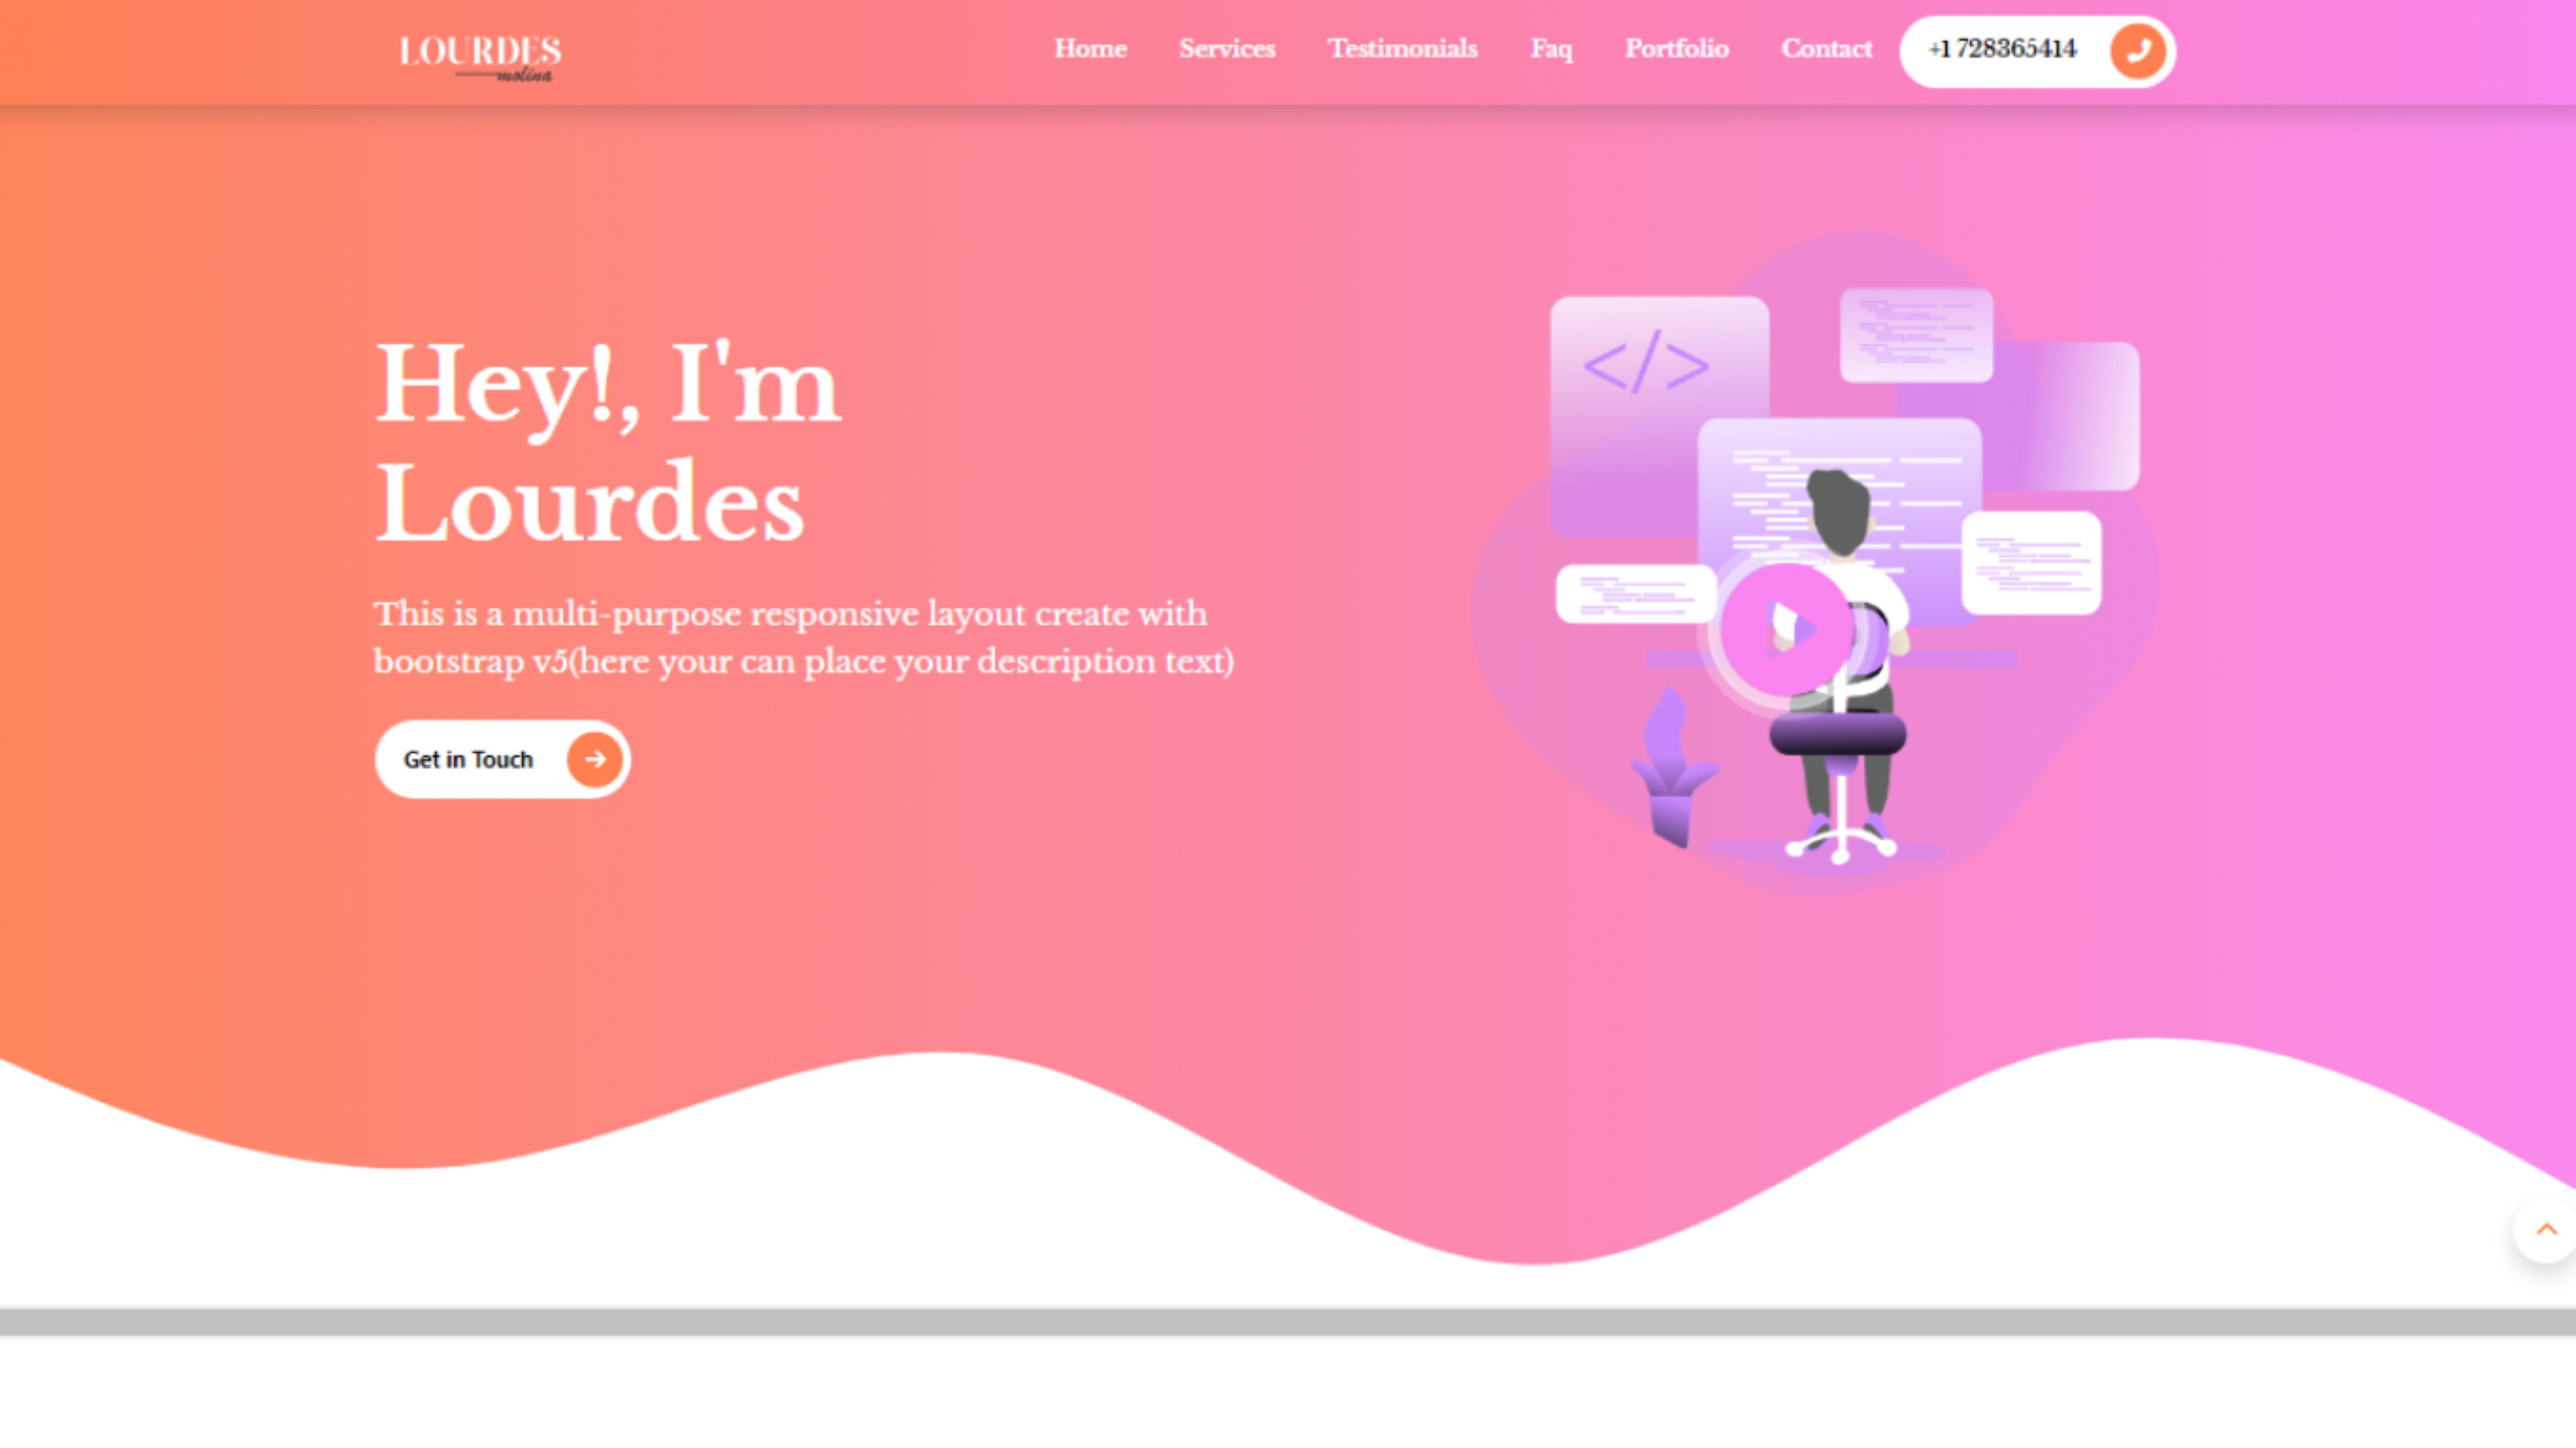 LOURDES
molina
Home Services Testimonials Faq Portfolio Contact +1 728365414
</>
Hey!, I'm
Lourdes
This is a multi-purpose responsive layout create with
bootstrap v5(here your can place your description text)
Get in Touch